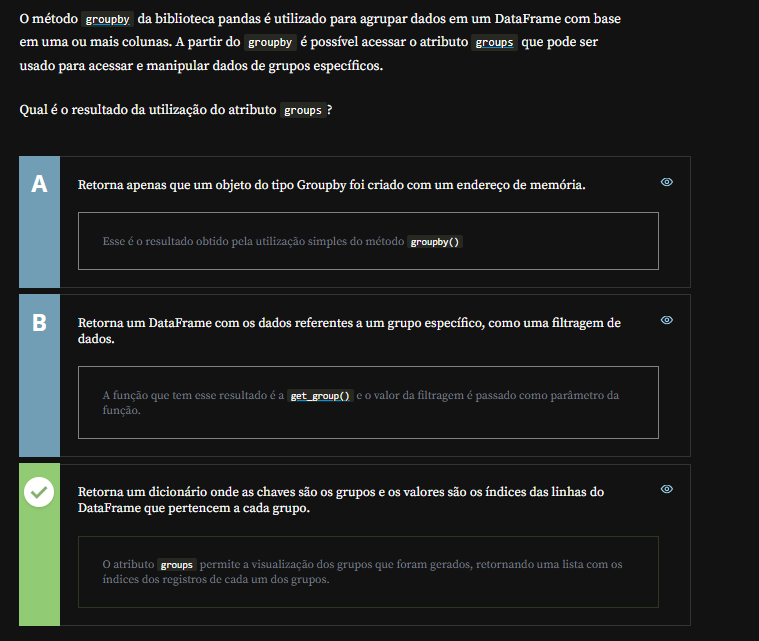 O método groupby da biblioteca pandas é utilizado para agrupar dados em um DataFrame com base
em uma ou mais colunas. A partir do groupby é possível acessar o atributo groups que pode ser
usado para acessar e manipular dados de grupos específicos.
Qual é o resultado da utilização do atributo groups ?
A
Retorna apenas que um objeto do tipo Groupby foi criado com um endereço de memória.
Esse é o resultado obtido pela utilização simples do método groupby()
B
Retorna um DataFrame com os dados referentes a um grupo específico, como uma filtragem de
dados.
A função que tem esse resultado é a get_group() e o valor da filtragem é passado como parâmetro da
função.
Retorna um dicionário onde as chaves são os grupos e os valores são os índices das linhas do
DataFrame que pertencem a cada grupo.
O atributo groups permite a visualização dos grupos que foram gerados, retornando uma lista com os
índices dos registros de cada um dos grupos.